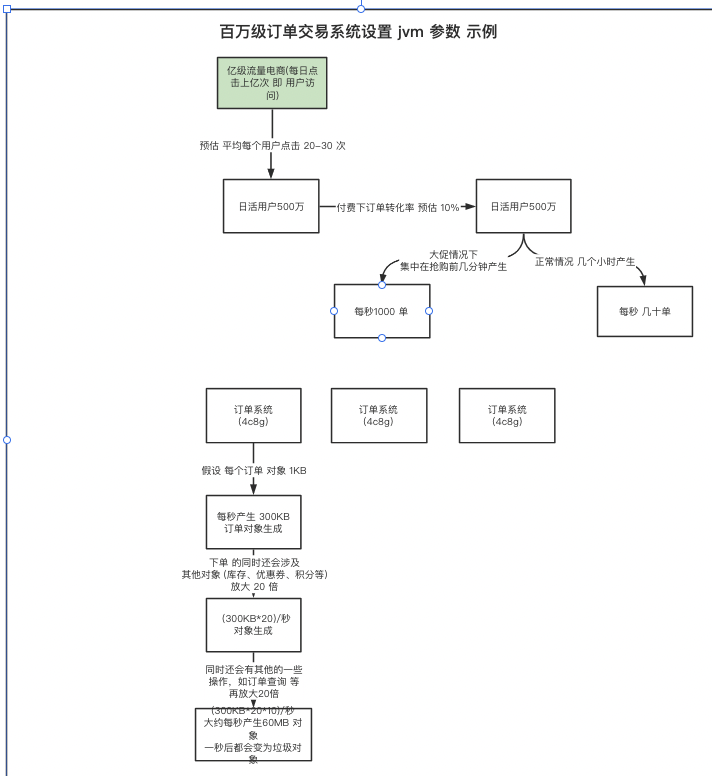 百万级订单交易系统设置 jvm 参数 示例
亿级流量电商(每日点
击上亿次 即 用户访
问)
预估 平均每个用户点击 20-30 次
日活用户500万
付费下订单转化率 预估 10%
日活用户500万
大促情况下
集中在抢购前几分钟产生
正常情况 几个小时产生
每秒1000 单
每秒 几十单
订单系统
(4c8g)
订单系统
(4c8g)
订单系统
(4c8g)
假设 每个订单 对象 1KB
每秒产生 300KB
订单对象生成
下单 的同时还会涉及
其他对象 (库存、优惠券、积分等)
放大 20 倍
(300KB*20)/秒
对象生成
同时还会有其他的一些
操作，如订单查询 等
再放大20倍
(300KB*20*10)/秒
大约每秒产生60MB 对
象
一秒后都会变为垃圾对
象